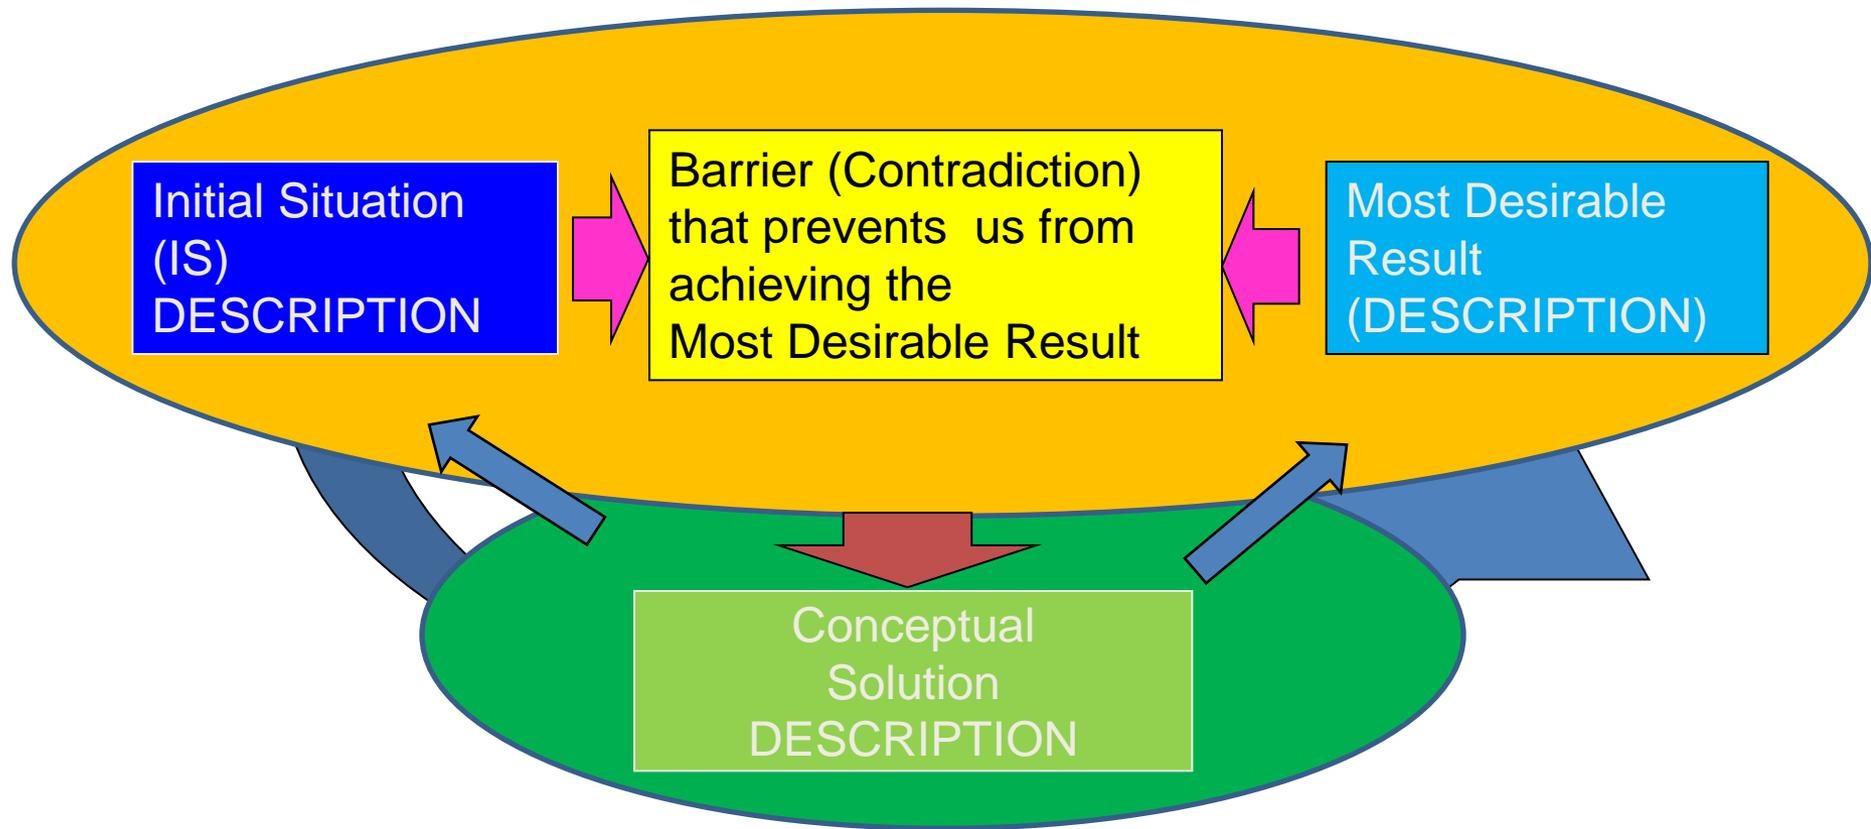 Initial Situation
(IS)
DESCRIPTION
Barrier (Contradiction)
that prevents  us from
achieving the
Most Desirable Result
Most Desirable
Result
(DESCRIPTION)
Conceptual
Solution
DESCRIPTION